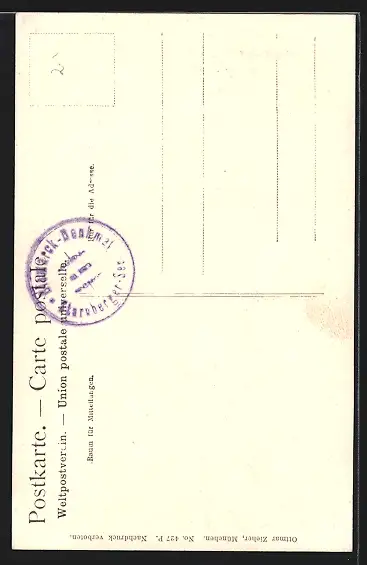 Postkarte. — Carte postale.
Weltpostverein. — Union postale universelle.
Raum für Mitteilungen.
für die Adresse.
Bismarck-Denkmal
Starnberger-See
Ottmar Zieher, München. No. 427 P. Nachdruck verboten.